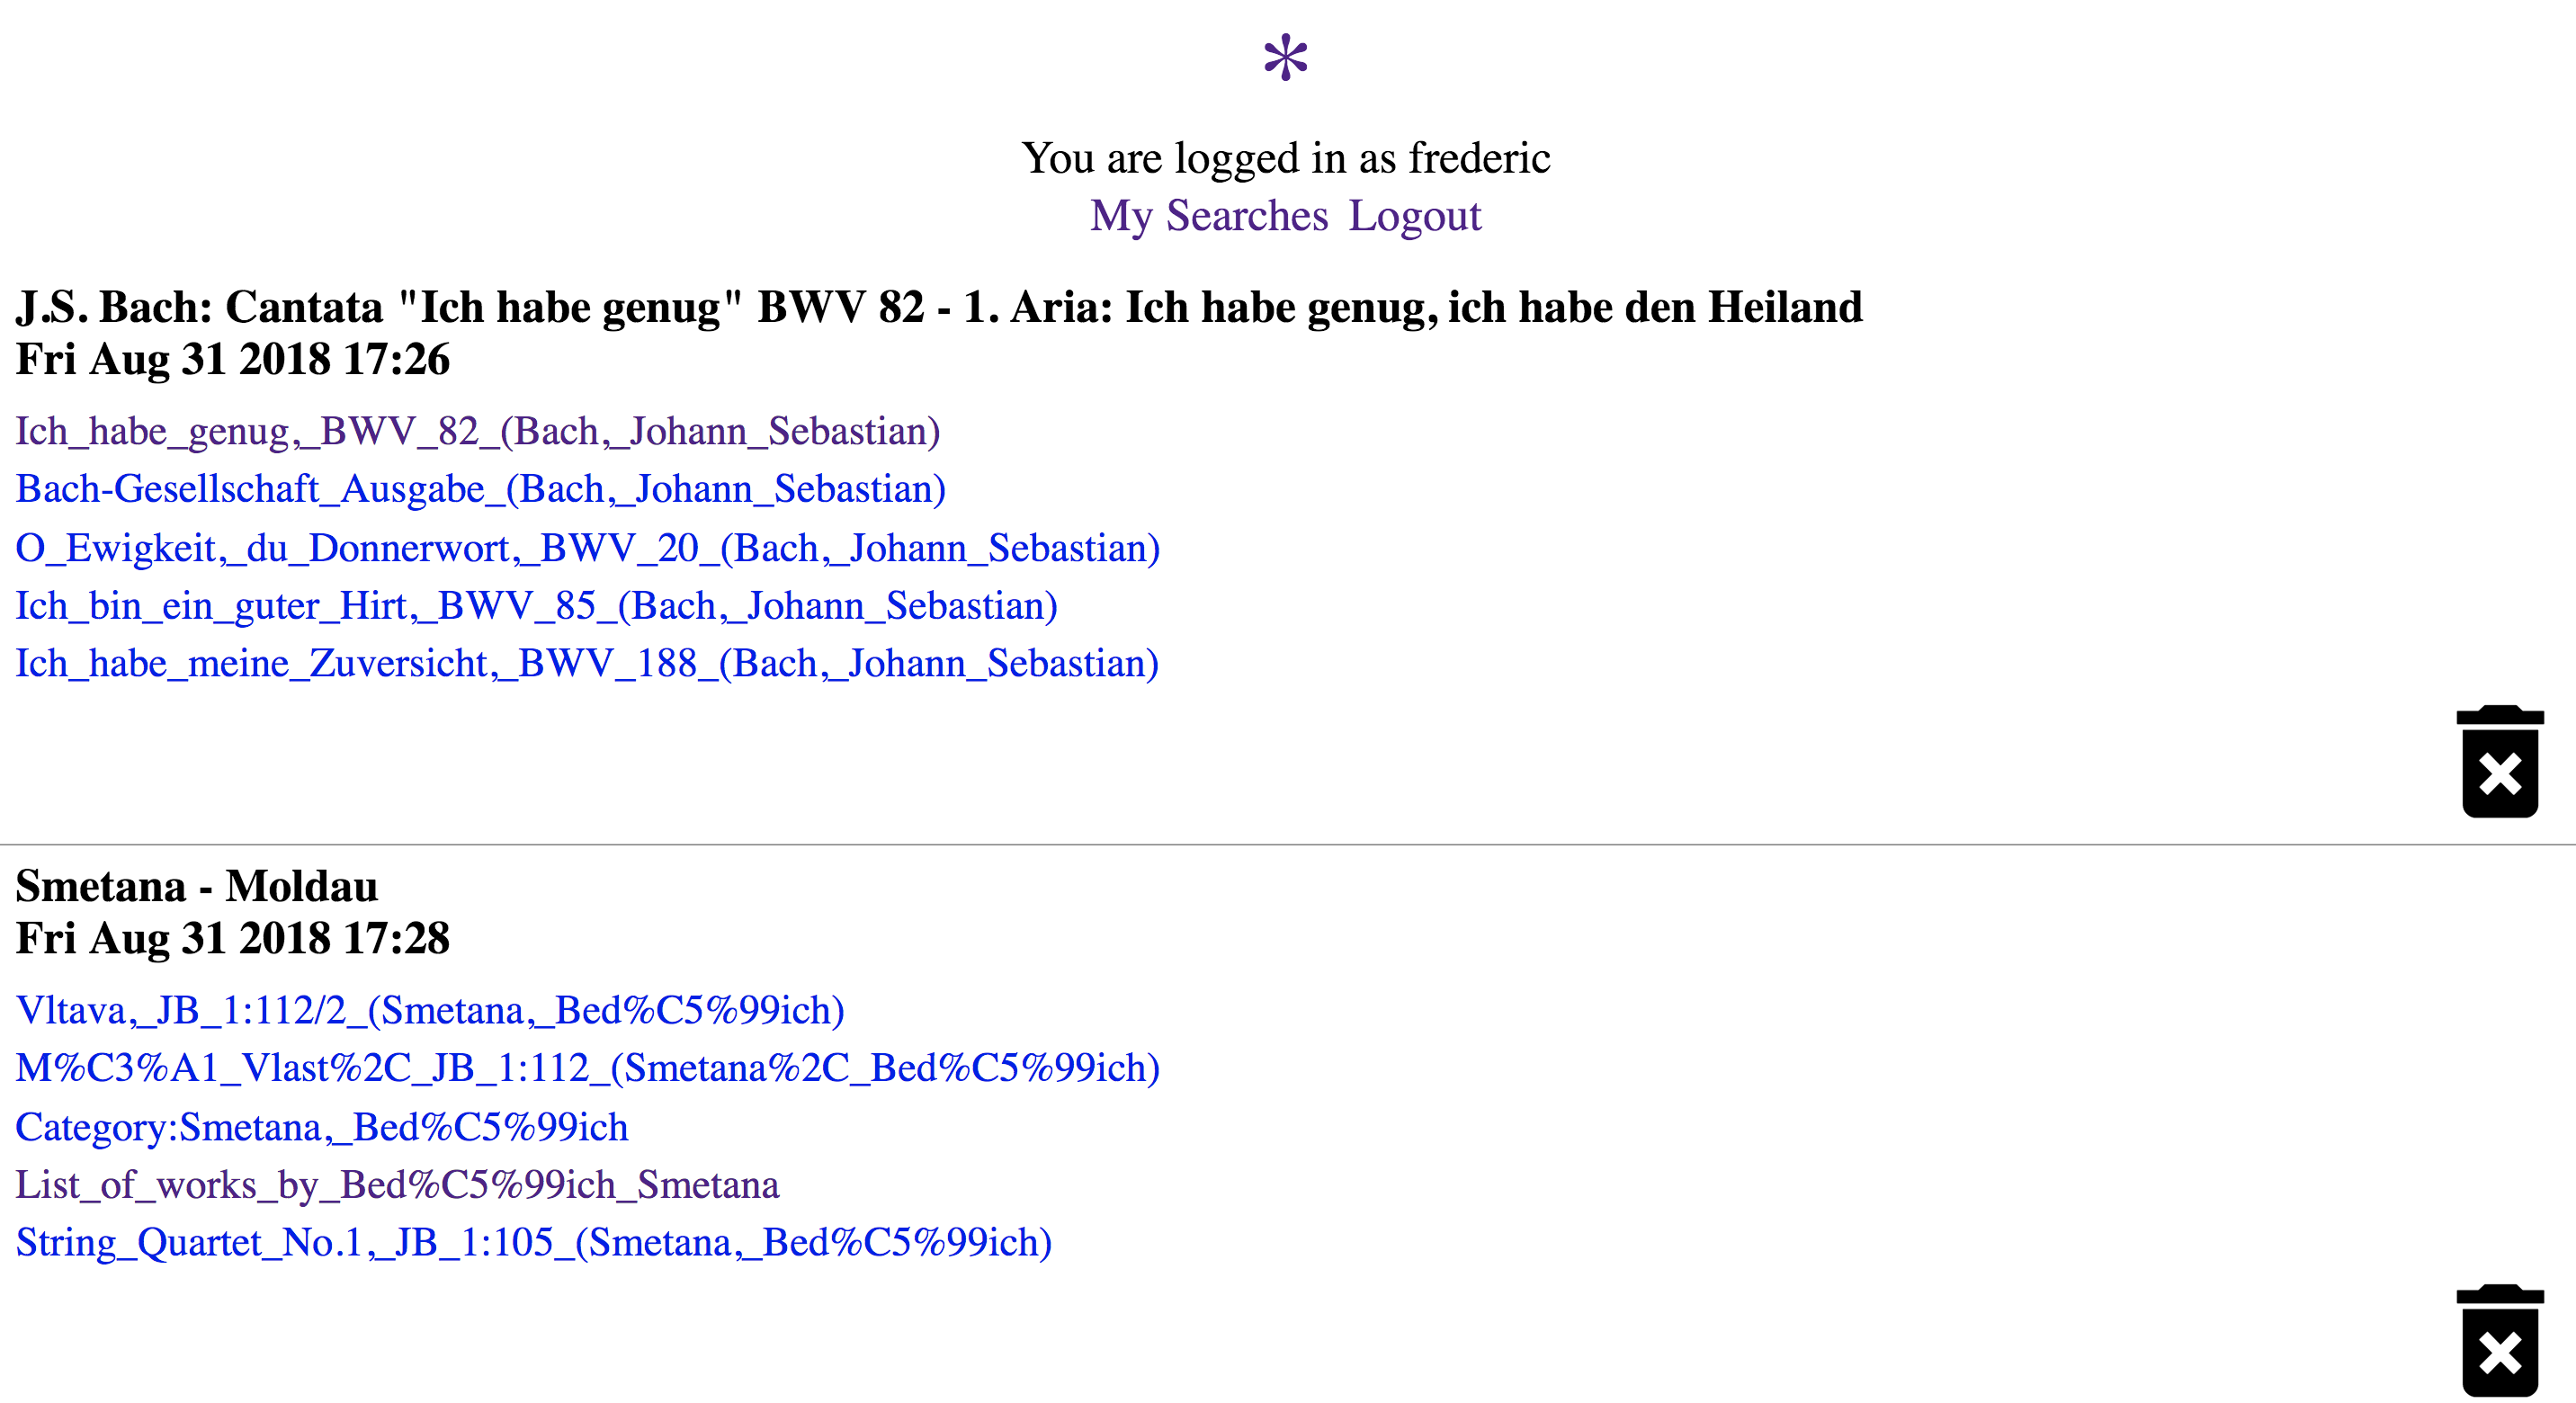 *
You are logged in as frederic
My Searches Logout
J.S. Bach: Cantata "Ich habe genug" BWV 82 - 1. Aria: Ich habe genug, ich habe den Heiland
Fri Aug 31 2018 17:26
Ich_habe_genug,_BWV_82_(Bach,_Johann_Sebastian)
Bach-Gesellschaft_Ausgabe_(Bach,_Johann_Sebastian)
O_Ewigkeit,_du_Donnerwort,_BWV_20_(Bach,_Johann_Sebastian)
Ich_bin_ein_guter_Hirt,_BWV_85_(Bach,_Johann_Sebastian)
Ich_habe_meine_Zuversicht,_BWV_188_(Bach,_Johann_Sebastian)
Smetana - Moldau
Fri Aug 31 2018 17:28
Vltava,_JB_1:112/2_(Smetana,_Bed%C5%99ich)
M%C3%A1_Vlast%2C_JB_1:112_(Smetana%2C_Bed%C5%99ich)
Category:Smetana,_Bed%C5%99ich
List_of_works_by_Bed%C5%99ich_Smetana
String_Quartet_No.1,_JB_1:105_(Smetana,_Bed%C5%99ich)